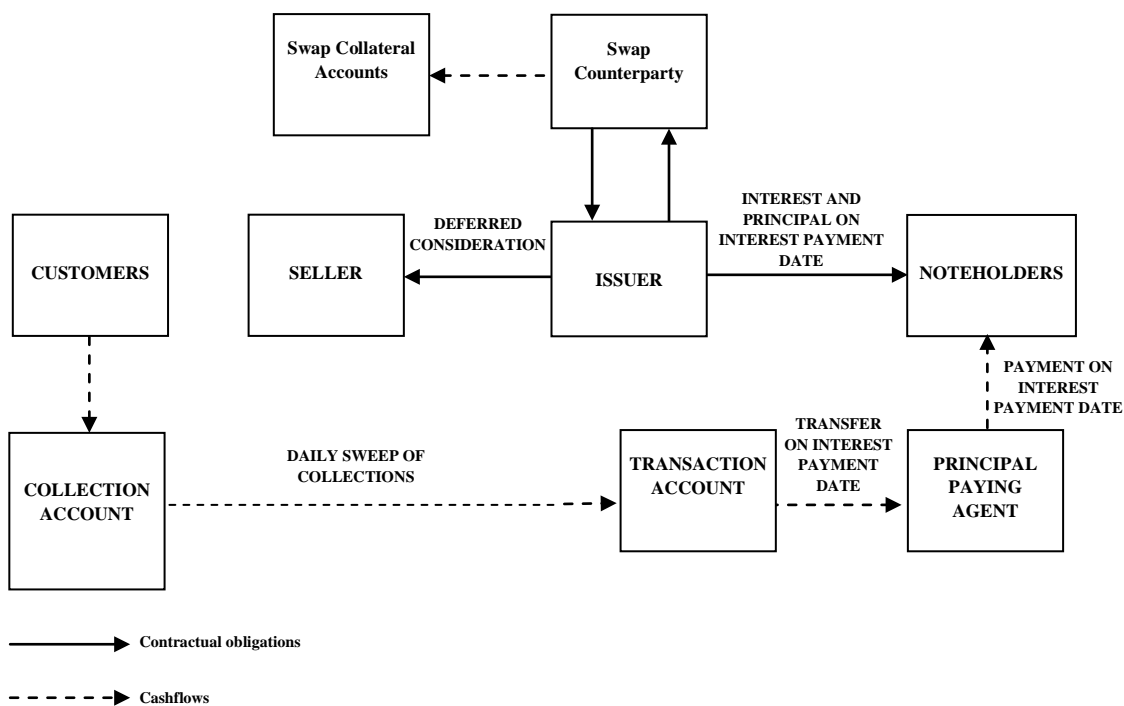 Swap Collateral
Accounts
Swap
Counterparty
CUSTOMERS
SELLER
DEFERRED
CONSIDERATION
ISSUER
INTEREST AND
PRINCIPAL ON
INTEREST PAYMENT
DATE
NOTEHOLDERS
PAYMENT ON
INTEREST
PAYMENT DATE
COLLECTION
ACCOUNT
DAILY SWEEP OF
COLLECTIONS
TRANSACTION
ACCOUNT
TRANSFER
ON INTEREST
PAYMENT
DATE
PRINCIPAL
PAYING
AGENT
Contractual obligations
Cashflows